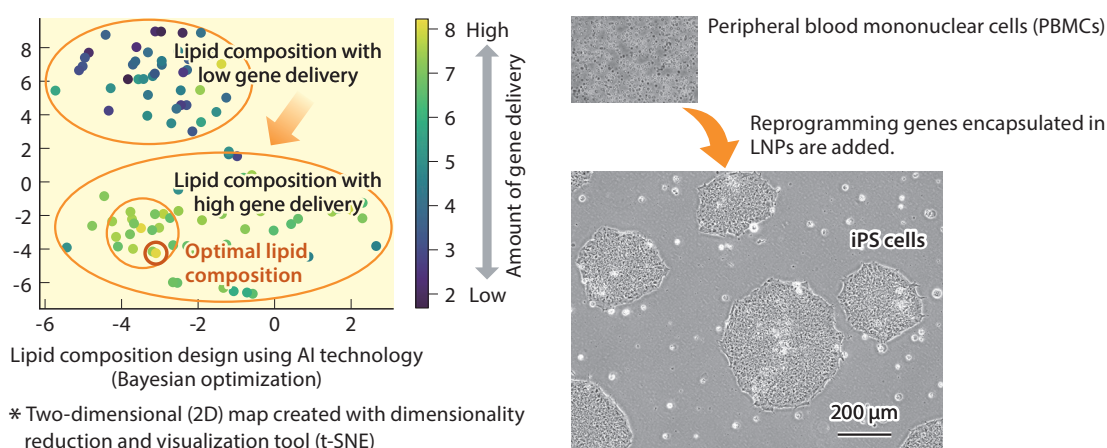 8
6
4
2
0
-2
-4
-6
-6
-4
-2
0
2
Lipid composition with
low gene delivery
Lipid composition with
high gene delivery
Optimal lipid
composition
8
7
6
5
4
3
2
High
Amount of gene delivery
Low
Lipid composition design using AI technology
(Bayesian optimization)
* Two-dimensional (2D) map created with dimensionality
reduction and visualization tool (t-SNE)
Peripheral blood mononuclear cells (PBMCs)
Reprogramming genes encapsulated in
LNPs are added.
iPS cells
200 μm